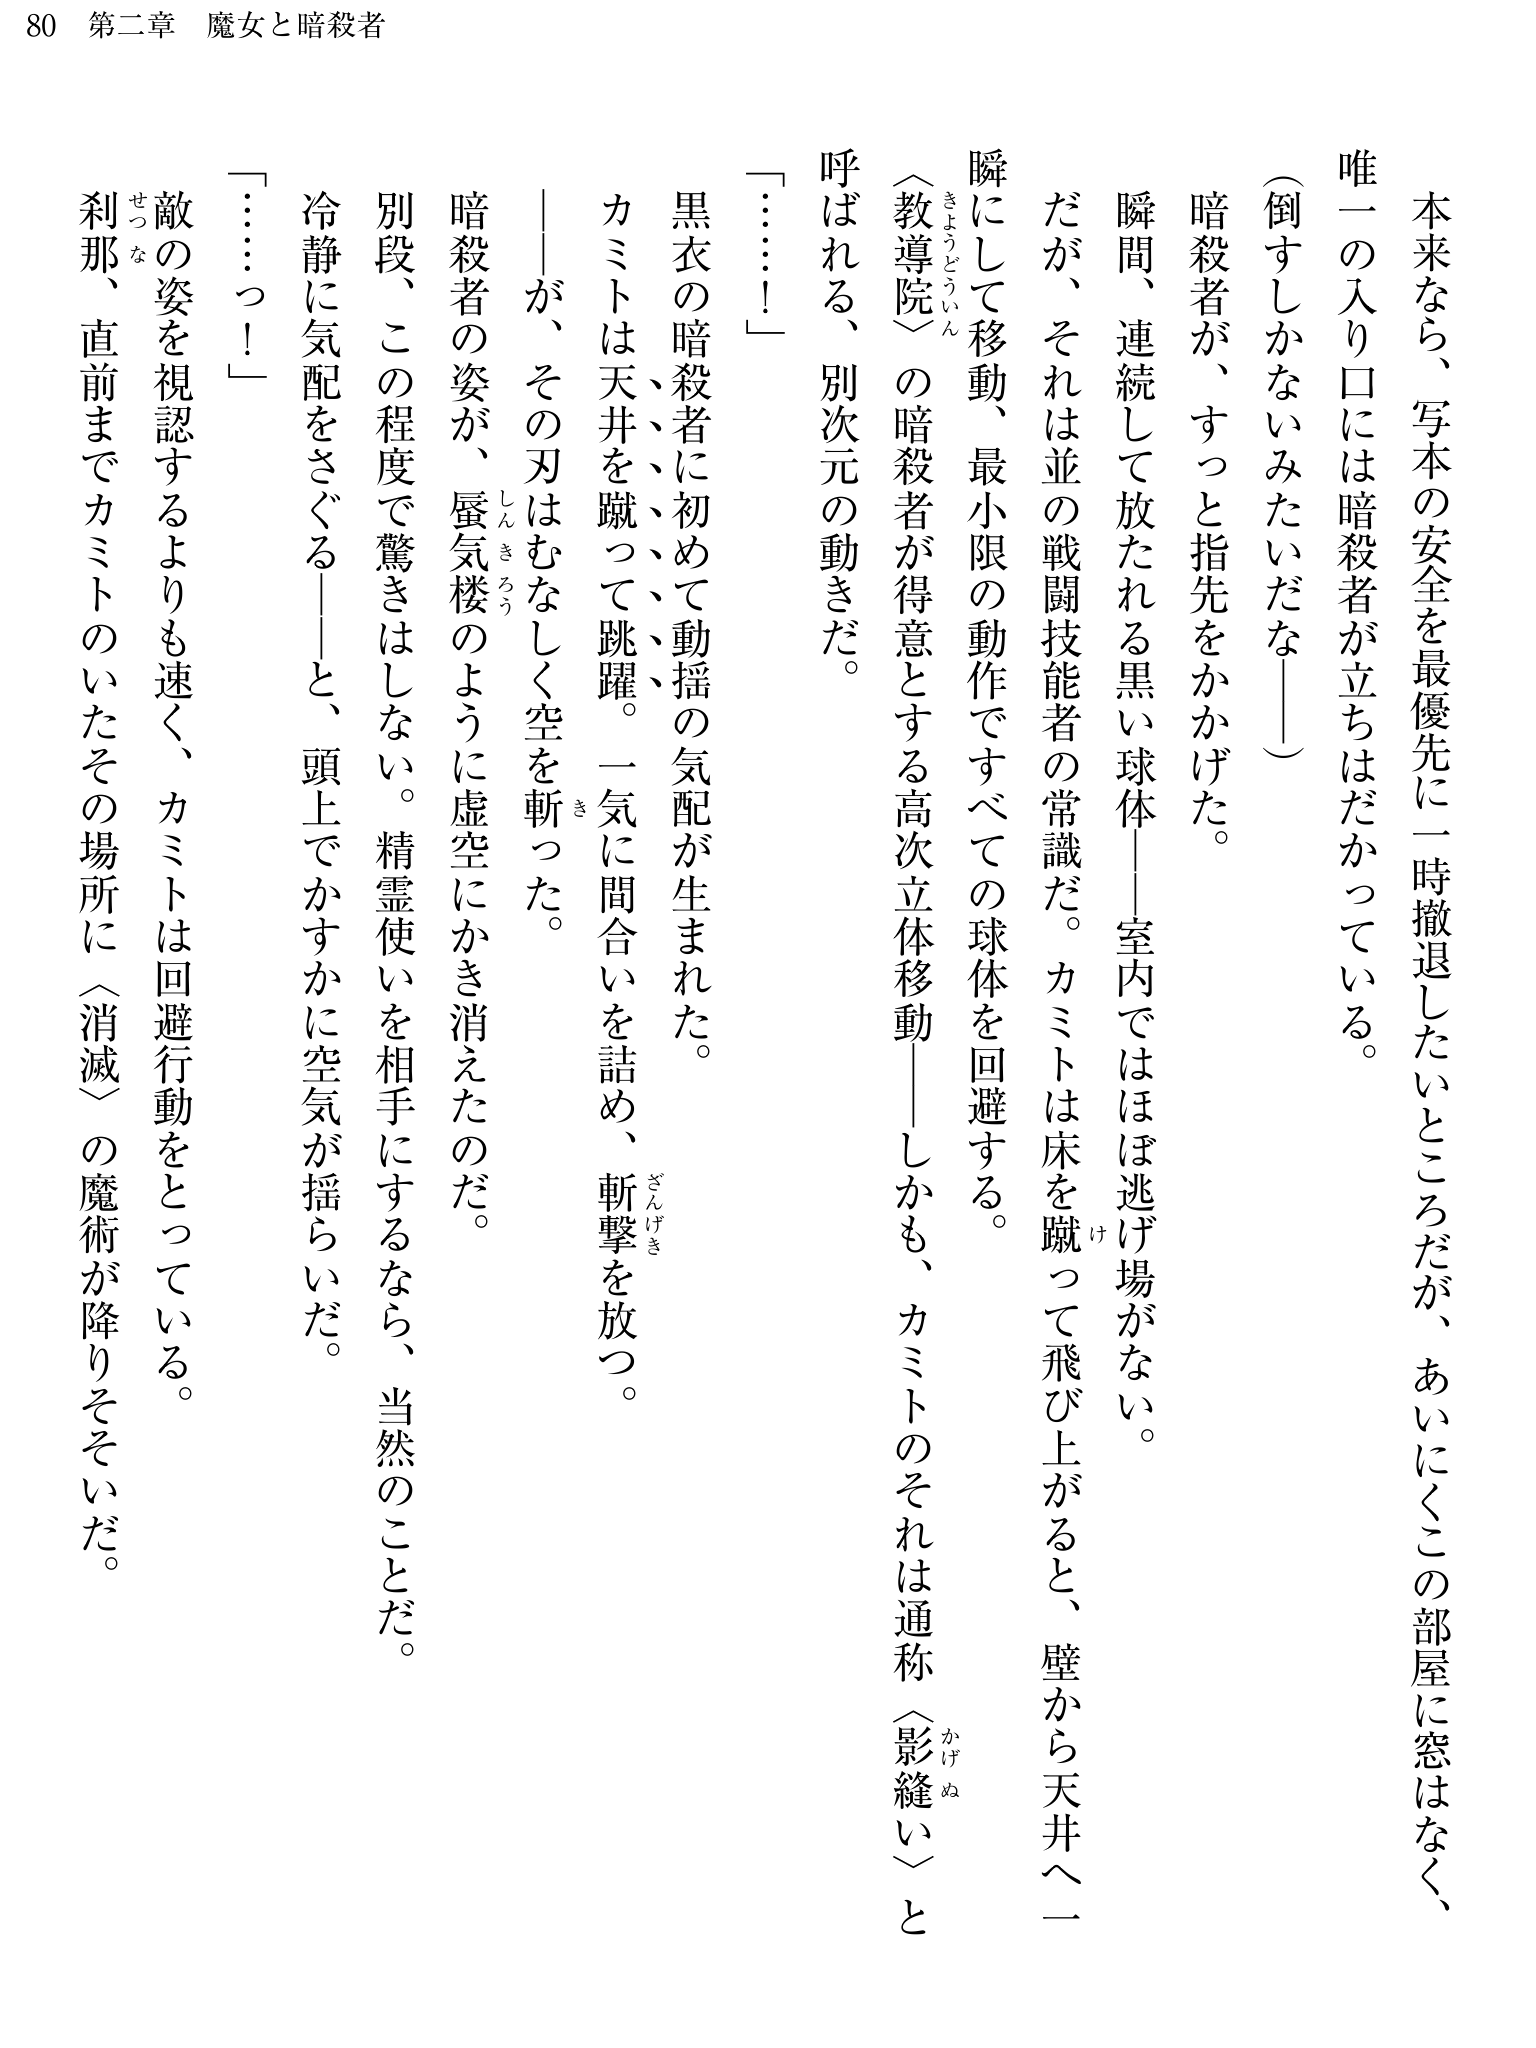 80　第二章　魔女と暗殺者
　本来なら、写本の安全を最優先に一時撤退したいところだが、あいにくこの部屋に窓はなく、
唯一の入り口には暗殺者が立ちはだかっている。
（倒すしかないみたいだな――）
　暗殺者が、すっと指先をかかげた。
　瞬間、連続して放たれる黒い球体――室内ではほぼ逃げ場がない。
　だが、それは並の戦闘技能者の常識だ。カミトは床を蹴って飛び上がると、壁から天井へ一
瞬にして移動、最小限の動作ですべての球体を回避する。
〈教導院〉の暗殺者が得意とする高次立体移動――しかも、カミトのそれは通称〈影縫い〉と
呼ばれる、別次元の動きだ。
「……！」
　黒衣の暗殺者に初めて動揺の気配が生まれた。
　カミトは天井を蹴って跳躍。一気に間合いを詰め、斬撃を放つ。
　――が、その刃はむなしく空を斬った。
　暗殺者の姿が、蜃気楼のように虚空にかき消えたのだ。
　別段、この程度で驚きはしない。精霊使いを相手にするなら、当然のことだ。
　冷静に気配をさぐる――と、頭上でかすかに空気が揺らいだ。
「……っ！」
　敵の姿を視認するよりも速く、カミトは回避行動をとっている。
　刹那、直前までカミトのいたその場所に〈消滅〉の魔術が降りそそいだ。